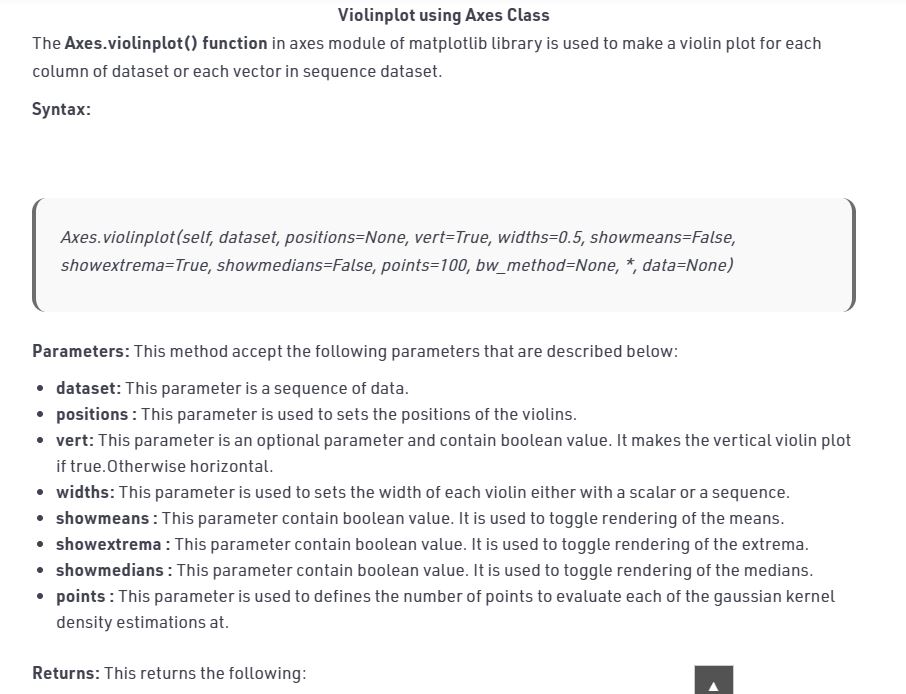 Violinplot using Axes Class
The Axes.violinplot() function in axes module of matplotlib library is used to make a violin plot for each
column of dataset or each vector in sequence dataset.
Syntax:
Axes.violinplot(self, dataset, positions=None, vert=True, widths=0.5, showmeans=False,
showextrema=True, showmedians=False, points=100, bw_method=None, *, data=None)
Parameters: This method accept the following parameters that are described below:
• dataset: This parameter is a sequence of data.
• positions : This parameter is used to sets the positions of the violins.
• vert: This parameter is an optional parameter and contain boolean value. It makes the vertical violin plot
if true.Otherwise horizontal.
• widths: This parameter is used to sets the width of each violin either with a scalar or a sequence.
• showmeans : This parameter contain boolean value. It is used to toggle rendering of the means.
• showextrema : This parameter contain boolean value. It is used to toggle rendering of the extrema.
• showmedians : This parameter contain boolean value. It is used to toggle rendering of the medians.
• points : This parameter is used to defines the number of points to evaluate each of the gaussian kernel
density estimations at.
Returns: This returns the following: